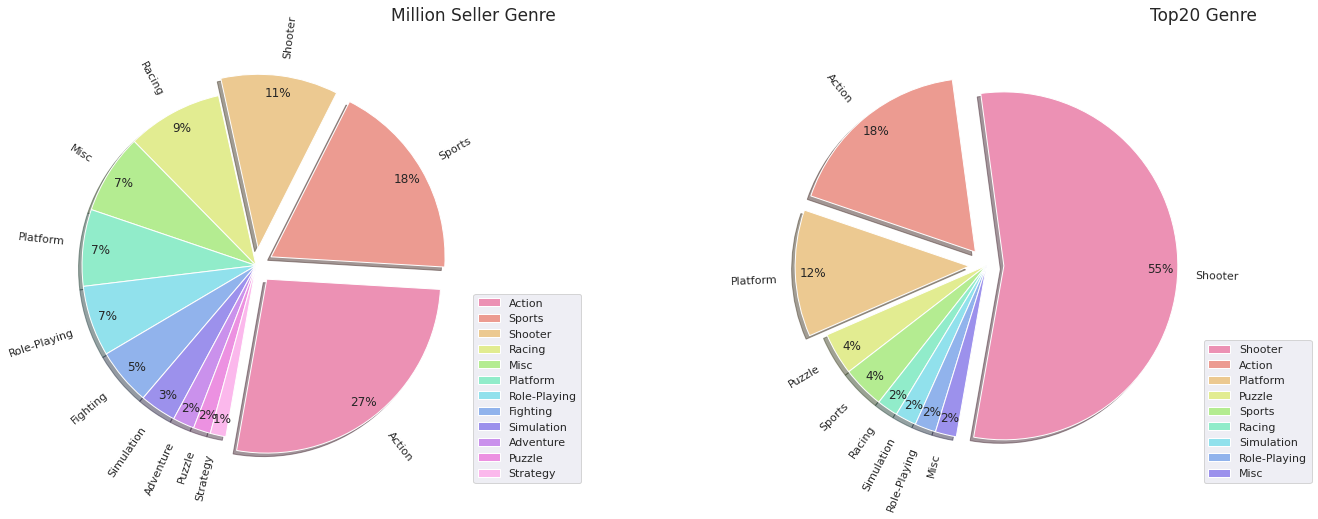 Million Seller Genre
Shooter
Racing
Misc
Platform
Role-Playing
Fighting
Simulation
Adventure
Puzzle
Strategy
Action
Sports
11%
9%
7%
7%
7%
5%
3%
2%
2%
1%
27%
18%
Action
Sports
Shooter
Racing
Misc
Platform
Role-Playing
Fighting
Simulation
Adventure
Puzzle
Strategy
Top20 Genre
Action
Platform
Puzzle
Sports
Racing
Simulation
Role-Playing
Misc
Shooter
18%
12%
4%
4%
2%
2%
2%
2%
55%
Shooter
Action
Platform
Puzzle
Sports
Racing
Simulation
Role-Playing
Misc